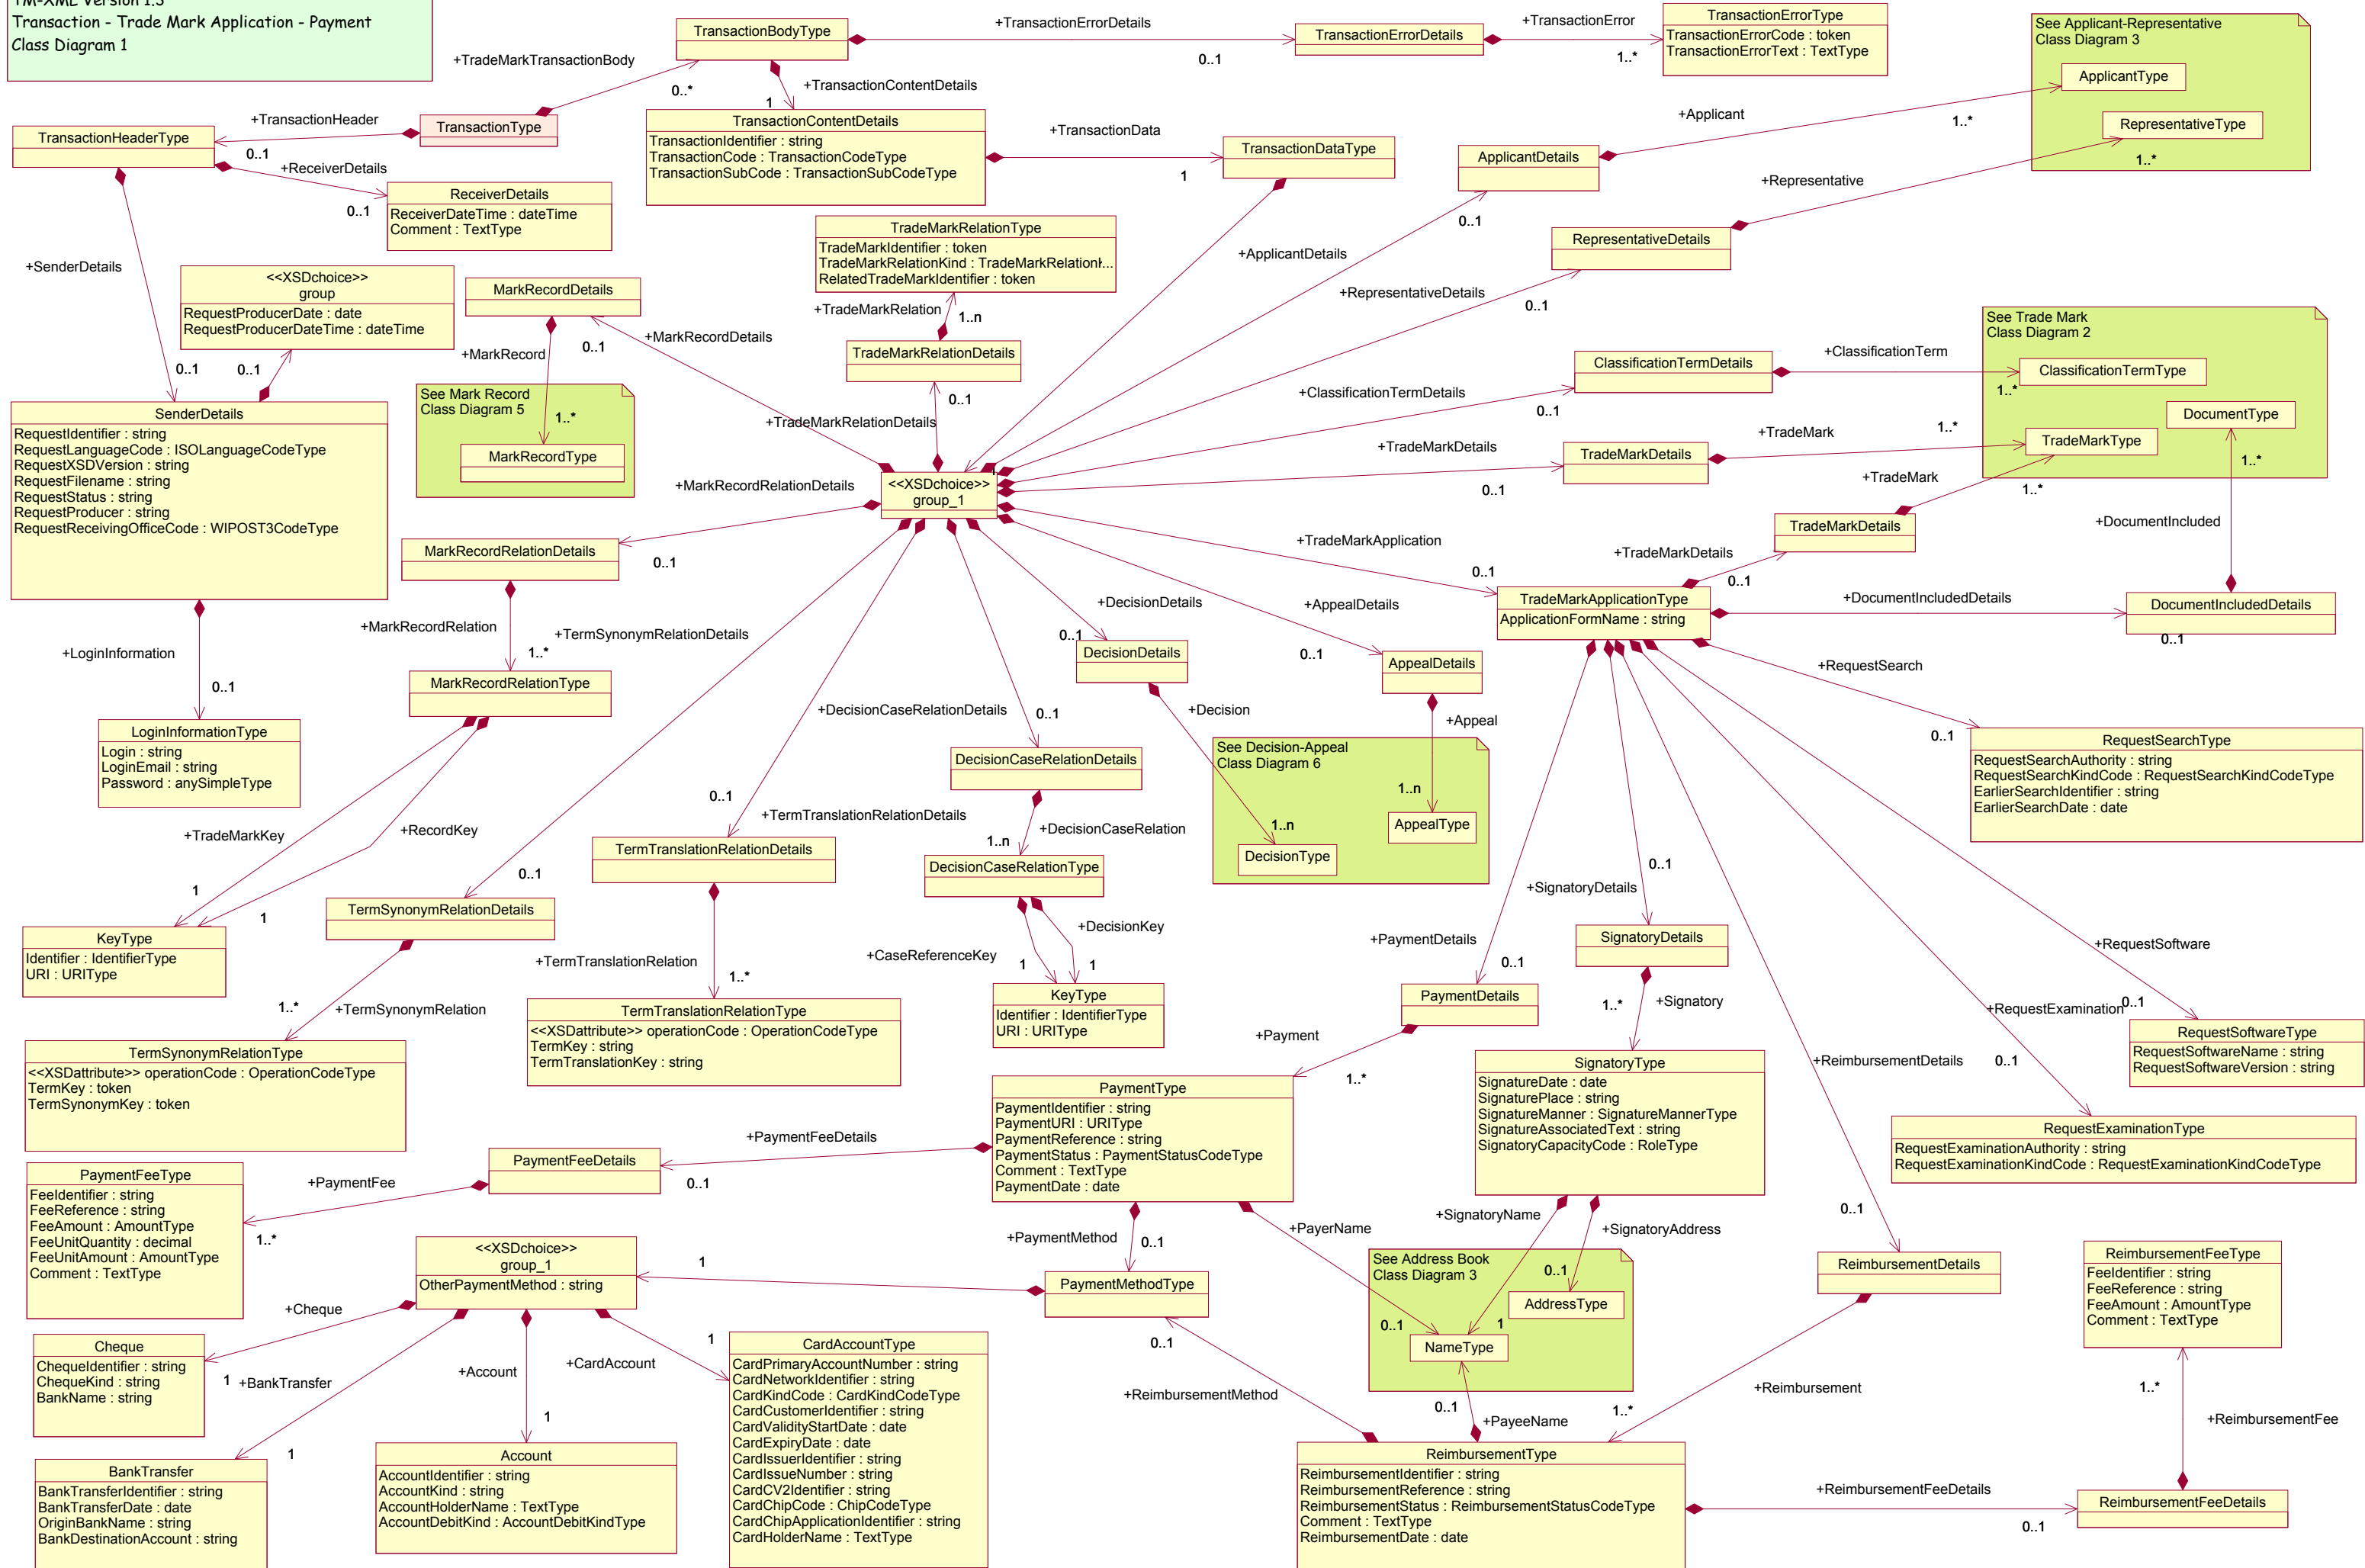 TM-XML Version 1.3
Transaction - Trade Mark Application - Payment
Class Diagram 1
TransactionBodyType
+TransactionErrorDetails
0..1
TransactionErrorDetails
+TransactionError
1..*
TransactionErrorType
TransactionErrorCode : token
TransactionErrorText : TextType
See Applicant-Representative
Class Diagram 3
ApplicantType
RepresentativeType
+TradeMarkTransactionBody
0..*
+TransactionContentDetails
1
+TransactionHeader
0..1
TransactionType
TransactionHeaderType
TransactionContentDetails
TransactionIdentifier : string
TransactionCode : TransactionCodeType
TransactionSubCode : TransactionSubCodeType
+TransactionData
1
TransactionDataType
ApplicantDetails
+Applicant
1..*
+Representative
1..*
+ReceiverDetails
0..1
ReceiverDetails
ReceiverDateTime : dateTime
Comment : TextType
+SenderDetails
0..1
<<XSDchoice>>
group
RequestProducerDate : date
RequestProducerDateTime : dateTime
0..1
MarkRecordDetails
+MarkRecord
0..1
+MarkRecordDetails
TradeMarkRelationType
TradeMarkIdentifier : token
TradeMarkRelationKind : TradeMarkRelationK...
RelatedTradeMarkIdentifier : token
+TradeMarkRelation
1..n
TradeMarkRelationDetails
0..1
+TradeMarkRelationDetails
+ApplicantDetails
0..1
RepresentativeDetails
+RepresentativeDetails
0..1
See Mark Record
Class Diagram 5
1..*
MarkRecordType
See Trade Mark
Class Diagram 2
ClassificationTermType
DocumentType
TradeMarkType
ClassificationTermDetails
+ClassificationTerm
1..*
+ClassificationTermDetails
0..1
+TradeMarkDetails
0..1
TradeMarkDetails
+TradeMark
1..*
+TradeMark
1..*
1..*
+DocumentIncluded
SenderDetails
RequestIdentifier : string
RequestLanguageCode : ISOLanguageCodeType
RequestXSDVersion : string
RequestFilename : string
RequestStatus : string
RequestProducer : string
RequestReceivingOfficeCode : WIPOST3CodeType
<<XSDchoice>>
group_1
+MarkRecordRelationDetails
0..1
MarkRecordRelationDetails
+MarkRecordRelation
1..*
MarkRecordRelationType
+TradeMarkApplication
0..1
TradeMarkDetails
+TradeMarkDetails
0..1
TradeMarkApplicationType
ApplicationFormName : string
+DocumentIncludedDetails
0..1
DocumentIncludedDetails
+LoginInformation
0..1
LoginInformationType
Login : string
LoginEmail : string
Password : anySimpleType
+TermSynonymRelationDetails
0..1
+DecisionCaseRelationDetails
0..1
+DecisionDetails
0..1
DecisionDetails
+Decision
+AppealDetails
0..1
AppealDetails
+Appeal
See Decision-Appeal
Class Diagram 6
1..n
AppealType
1..n
DecisionType
+RequestSearch
0..1
RequestSearchType
RequestSearchAuthority : string
RequestSearchKindCode : RequestSearchKindCodeType
EarlierSearchIdentifier : string
EarlierSearchDate : date
DecisionCaseRelationDetails
1..n
+DecisionCaseRelation
DecisionCaseRelationType
+TermTranslationRelationDetails
0..1
TermTranslationRelationDetails
+TradeMarkKey
1
+RecordKey
1
KeyType
Identifier : IdentifierType
URI : URIType
TermSynonymRelationDetails
1..*
+TermSynonymRelation
+TermTranslationRelation
1..*
+CaseReferenceKey
1
+DecisionKey
1
KeyType
Identifier : IdentifierType
URI : URIType
+SignatoryDetails
0..1
SignatoryDetails
+PaymentDetails
0..1
PaymentDetails
+Signatory
1..*
+RequestSoftware
0..1
+RequestExamination
0..1
RequestSoftwareType
RequestSoftwareName : string
RequestSoftwareVersion : string
TermSynonymRelationType
<<XSDattribute>> operationCode : OperationCodeType
TermKey : token
TermSynonymKey : token
TermTranslationRelationType
<<XSDattribute>> operationCode : OperationCodeType
TermKey : string
TermTranslationKey : string
+Payment
1..*
PaymentType
PaymentIdentifier : string
PaymentURI : URIType
PaymentReference : string
PaymentStatus : PaymentStatusCodeType
Comment : TextType
PaymentDate : date
SignatoryType
SignatureDate : date
SignaturePlace : string
SignatureManner : SignatureMannerType
SignatureAssociatedText : string
SignatoryCapacityCode : RoleType
+ReimbursementDetails
0..1
RequestExaminationType
RequestExaminationAuthority : string
RequestExaminationKindCode : RequestExaminationKindCodeType
PaymentFeeType
FeeIdentifier : string
FeeReference : string
FeeAmount : AmountType
FeeUnitQuantity : decimal
FeeUnitAmount : AmountType
Comment : TextType
+PaymentFee
1..*
PaymentFeeDetails
+PaymentFeeDetails
0..1
+PaymentMethod
0..1
+PayerName
0..1
+SignatoryName
1
+SignatoryAddress
0..1
See Address Book
Class Diagram 3
AddressType
NameType
<<XSDchoice>>
group_1
OtherPaymentMethod : string
1
PaymentMethodType
ReimbursementDetails
ReimbursementFeeType
FeeIdentifier : string
FeeReference : string
FeeAmount : AmountType
Comment : TextType
+Cheque
1
Cheque
ChequeIdentifier : string
ChequeKind : string
BankName : string
+BankTransfer
1
+Account
1
+CardAccount
1
CardAccountType
CardPrimaryAccountNumber : string
CardNetworkIdentifier : string
CardKindCode : CardKindCodeType
CardCustomerIdentifier : string
CardValidityStartDate : date
CardExpiryDate : date
CardIssuerIdentifier : string
CardIssueNumber : string
CardCV2Identifier : string
CardChipCode : ChipCodeType
CardChipApplicationIdentifier : string
CardHolderName : TextType
0..1
+ReimbursementMethod
0..1
+PayeeName
+Reimbursement
1..*
1..*
+ReimbursementFee
BankTransfer
BankTransferIdentifier : string
BankTransferDate : date
OriginBankName : string
BankDestinationAccount : string
Account
AccountIdentifier : string
AccountKind : string
AccountHolderName : TextType
AccountDebitKind : AccountDebitKindType
ReimbursementType
ReimbursementIdentifier : string
ReimbursementReference : string
ReimbursementStatus : ReimbursementStatusCodeType
Comment : TextType
ReimbursementDate : date
+ReimbursementFeeDetails
0..1
ReimbursementFeeDetails